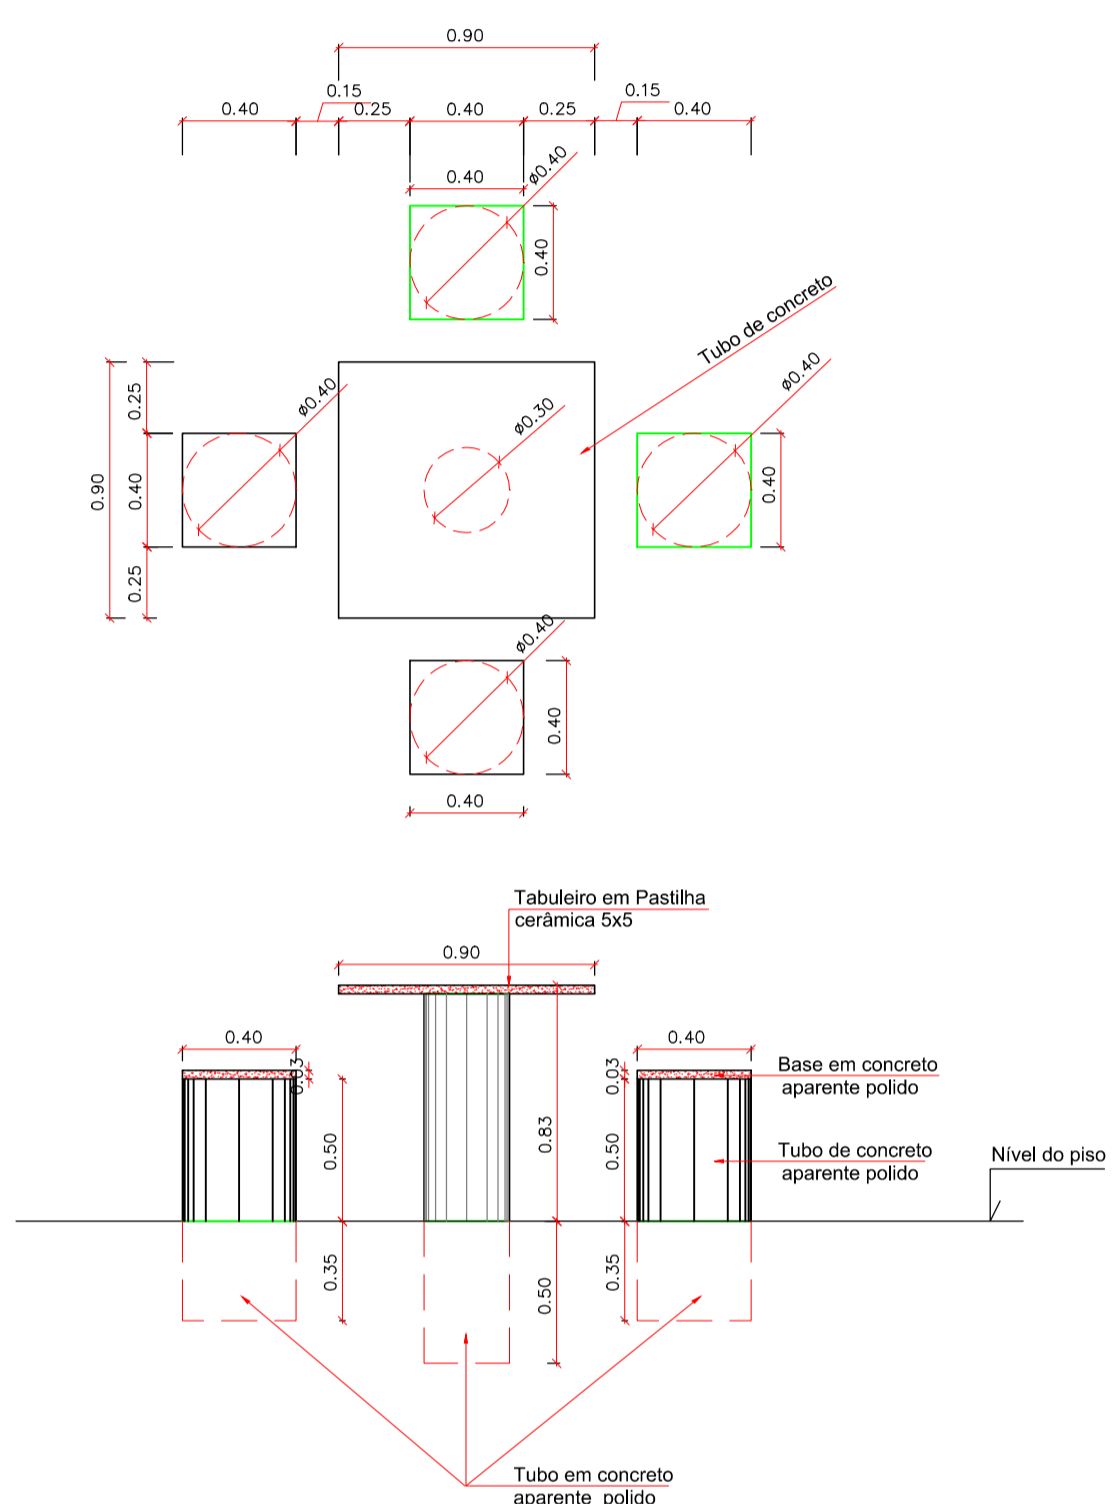 0.90
0.15
0.15
0.40
0.25
0.40
0.25
0.40
0.40
ø0.40
0.40
Tubo de concreto
0.25
ø0.40
ø0.40
ø0.30
0.90
0.40
0.40
0.25
ø0.40
0.40
0.40
Tabuleiro em Pastilha
cerâmica 5x5
0.90
0.40
0.40
0.03
0.03
Base em concreto
aparente polido
0.50
0.83
0.50
Tubo de concreto
aparente polido
Nível do piso
0.35
0.50
0.35
Tubo em concreto
aparente polido